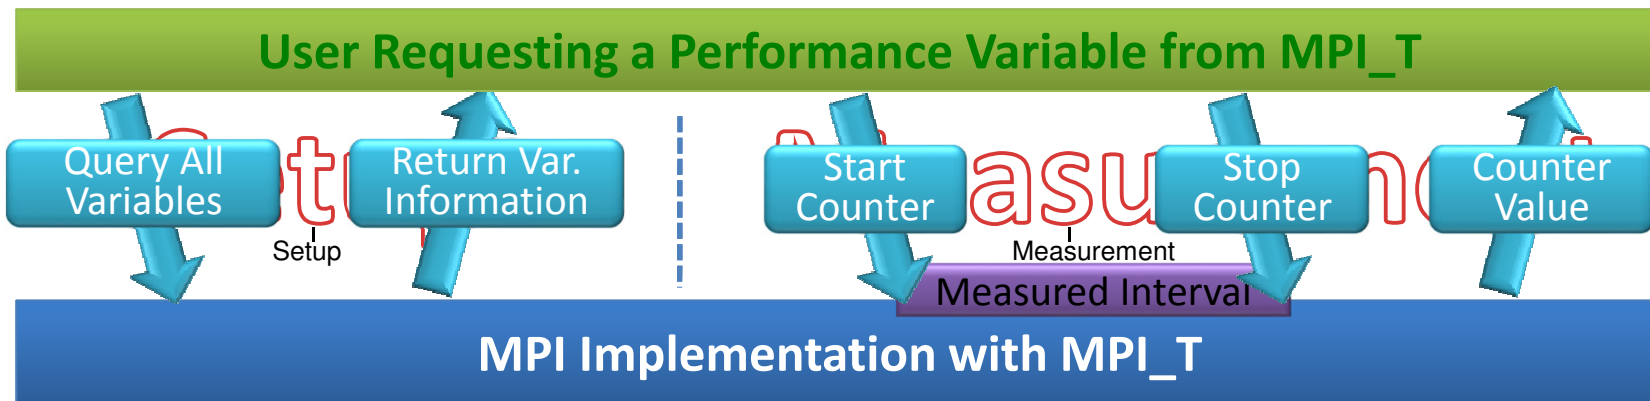 User Requesting a Performance Variable from MPI_T
Query All
Variables
Return Var.
Information
Start
Counter
Stop
Counter
Counter
Value
Setup
Measurement
Measured Interval
MPI Implementation with MPI_T